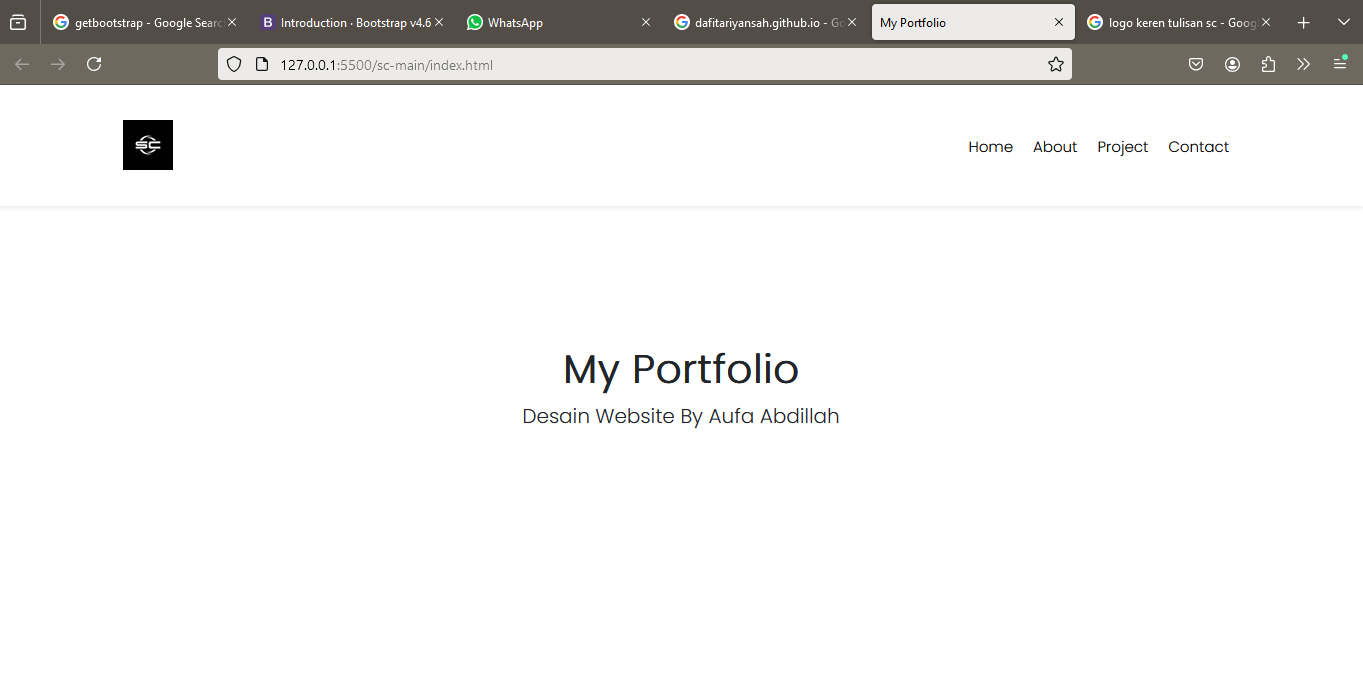 getbootstrap - Google Searc
B Introduction · Bootstrap v4.6
WhatsApp
dafitariyansah.github.io - Go
My Portfolio
logo keren tulisan sc - Goog
127.0.0.1:5500/sc-main/index.html
SC
Home
About
Project
Contact
My Portfolio
Desain Website By Aufa Abdillah